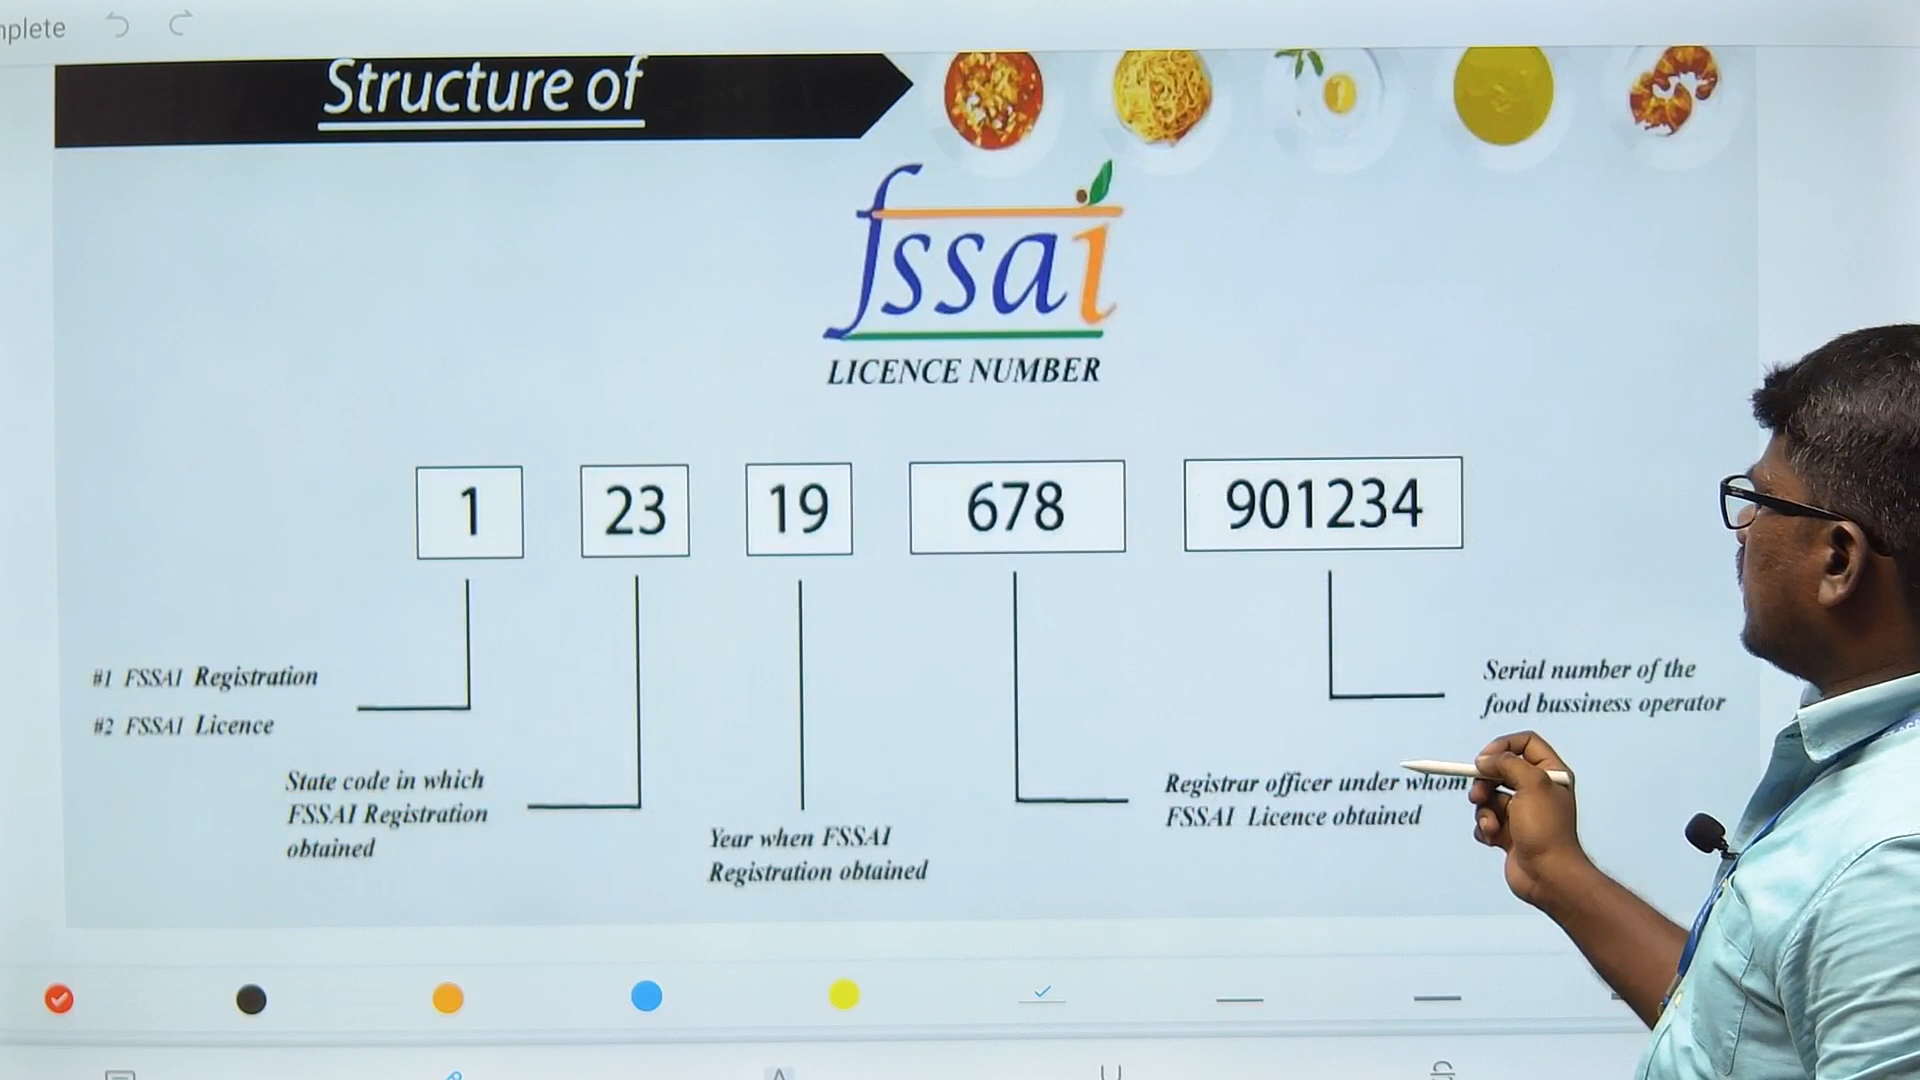 Structure of
fssai
LICENCE NUMBER
1 23 19 678 901234
#1 FSSAI Registration
#2 FSSAI Licence
State code in which
FSSAI Registration
obtained
Year when FSSAI
Registration obtained
Registrar officer under whom
FSSAI Licence obtained
Serial number of the
food bussiness operator